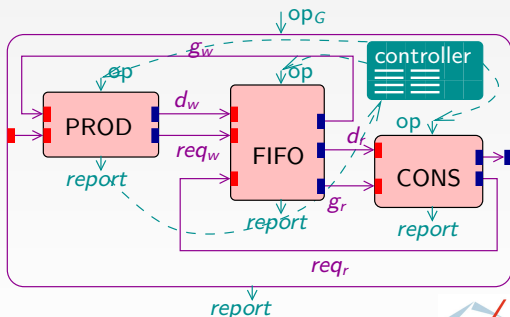 op_G
g_w
controller
op
op
d_w
PROD
req_w
FIFO
d_r
op
CONS
g_r
report
report
report
req_r
report